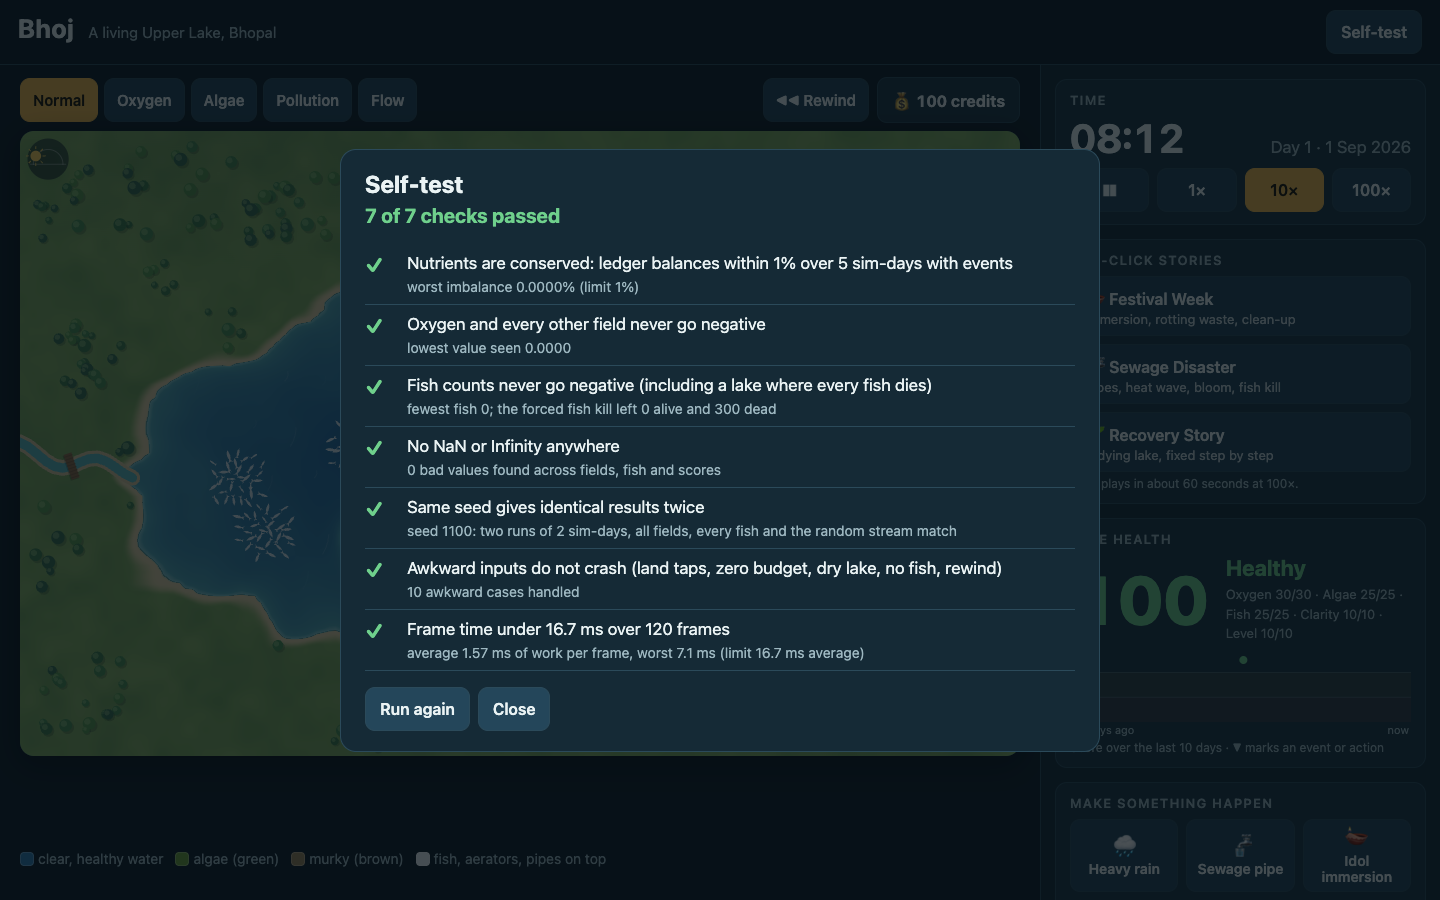 Bhoj
A living Upper Lake, Bhopal
Self-test
Normal
Oxygen
Algae
Pollution
Flow
Rewind
100 credits
TIME
08:12
Day 1 · 1 Sep 2026
1×
10×
100×
Self-test
7 of 7 checks passed
Nutrients are conserved: ledger balances within 1% over 5 sim-days with events
worst imbalance 0.0000% (limit 1%)
Oxygen and every other field never go negative
lowest value seen 0.0000
Fish counts never go negative (including a lake where every fish dies)
fewest fish 0; the forced fish kill left 0 alive and 300 dead
No NaN or Infinity anywhere
0 bad values found across fields, fish and scores
Same seed gives identical results twice
seed 1100: two runs of 2 sim-days, all fields, every fish and the random stream match
Awkward inputs do not crash (land taps, zero budget, dry lake, no fish, rewind)
10 awkward cases handled
Frame time under 16.7 ms over 120 frames
average 1.57 ms of work per frame, worst 7.1 ms (limit 16.7 ms average)
Run again
Close
-CLICK STORIES
Festival Week
mersion, rotting waste, clean-up
Sewage Disaster
pes, heat wave, bloom, fish kill
Recovery Story
dying lake, fixed step by step
plays in about 60 seconds at 100×.
E HEALTH
100
Healthy
Oxygen 30/30 · Algae 25/25 ·
Fish 25/25 · Clarity 10/10 ·
Level 10/10
ys ago
now
re over the last 10 days · ▼ marks an event or action
MAKE SOMETHING HAPPEN
Heavy rain
Sewage pipe
Idol
immersion
clear, healthy water
algae (green)
murky (brown)
fish, aerators, pipes on top